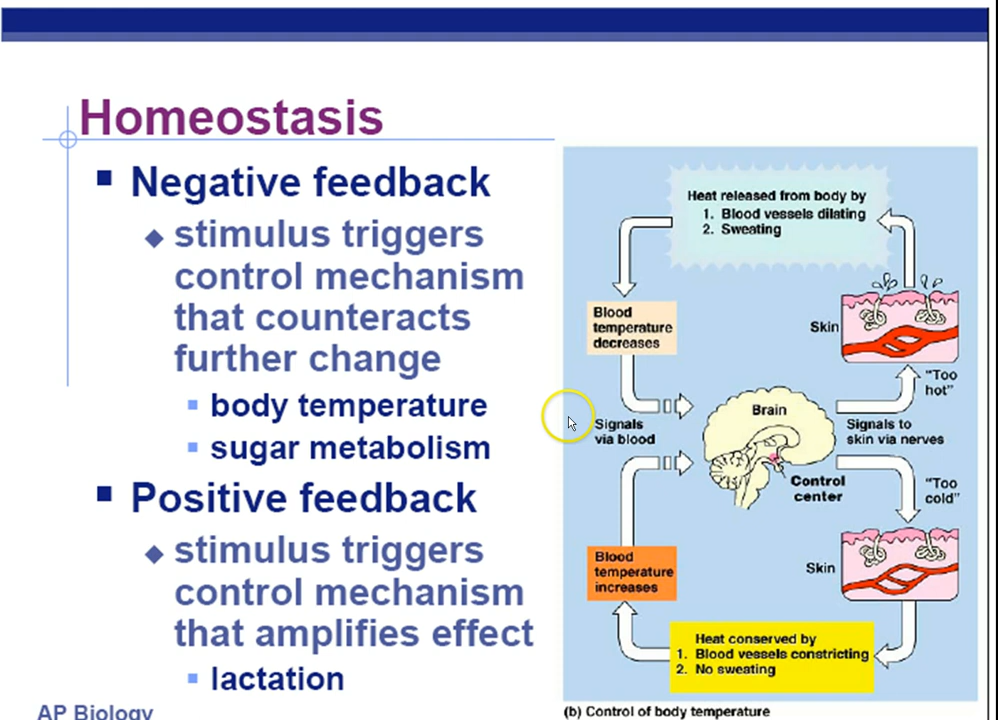 Homeostasis
Negative feedback
stimulus triggers
control mechanism
that counteracts
further change
body temperature
sugar metabolism
Positive feedback
stimulus triggers
control mechanism
that amplifies effect
lactation
AP Biology
Heat released from body by
1. Blood vessels dilating
2. Sweating
Blood
temperature
decreases
Skin
"Too
hot"
Signals
via blood
Brain
Signals to
skin via nerves
Control
center
"Too
cold"
Blood
temperature
increases
Skin
Heat conserved by
1. Blood vessels constricting
2. No sweating
(b) Control of body temperature